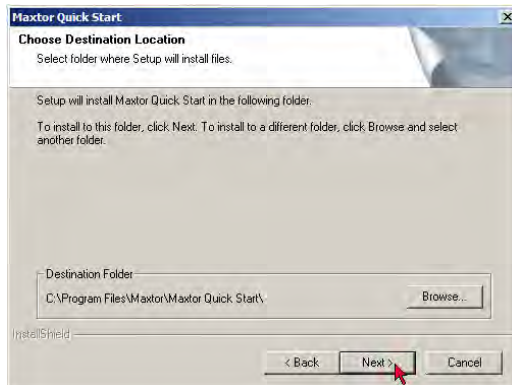 Maxtor Quick Start
Choose Destination Location
Select folder where Setup will install files.
Setup will install Maxtor Quick Start in the following folder.
To install to this folder, click Next. To install to a different folder, click Browse and select
another folder.
Destination Folder
C:\Program Files\Maxtor\Maxtor Quick Start\
Browse...
InstallShield
< Back
Next >
Cancel